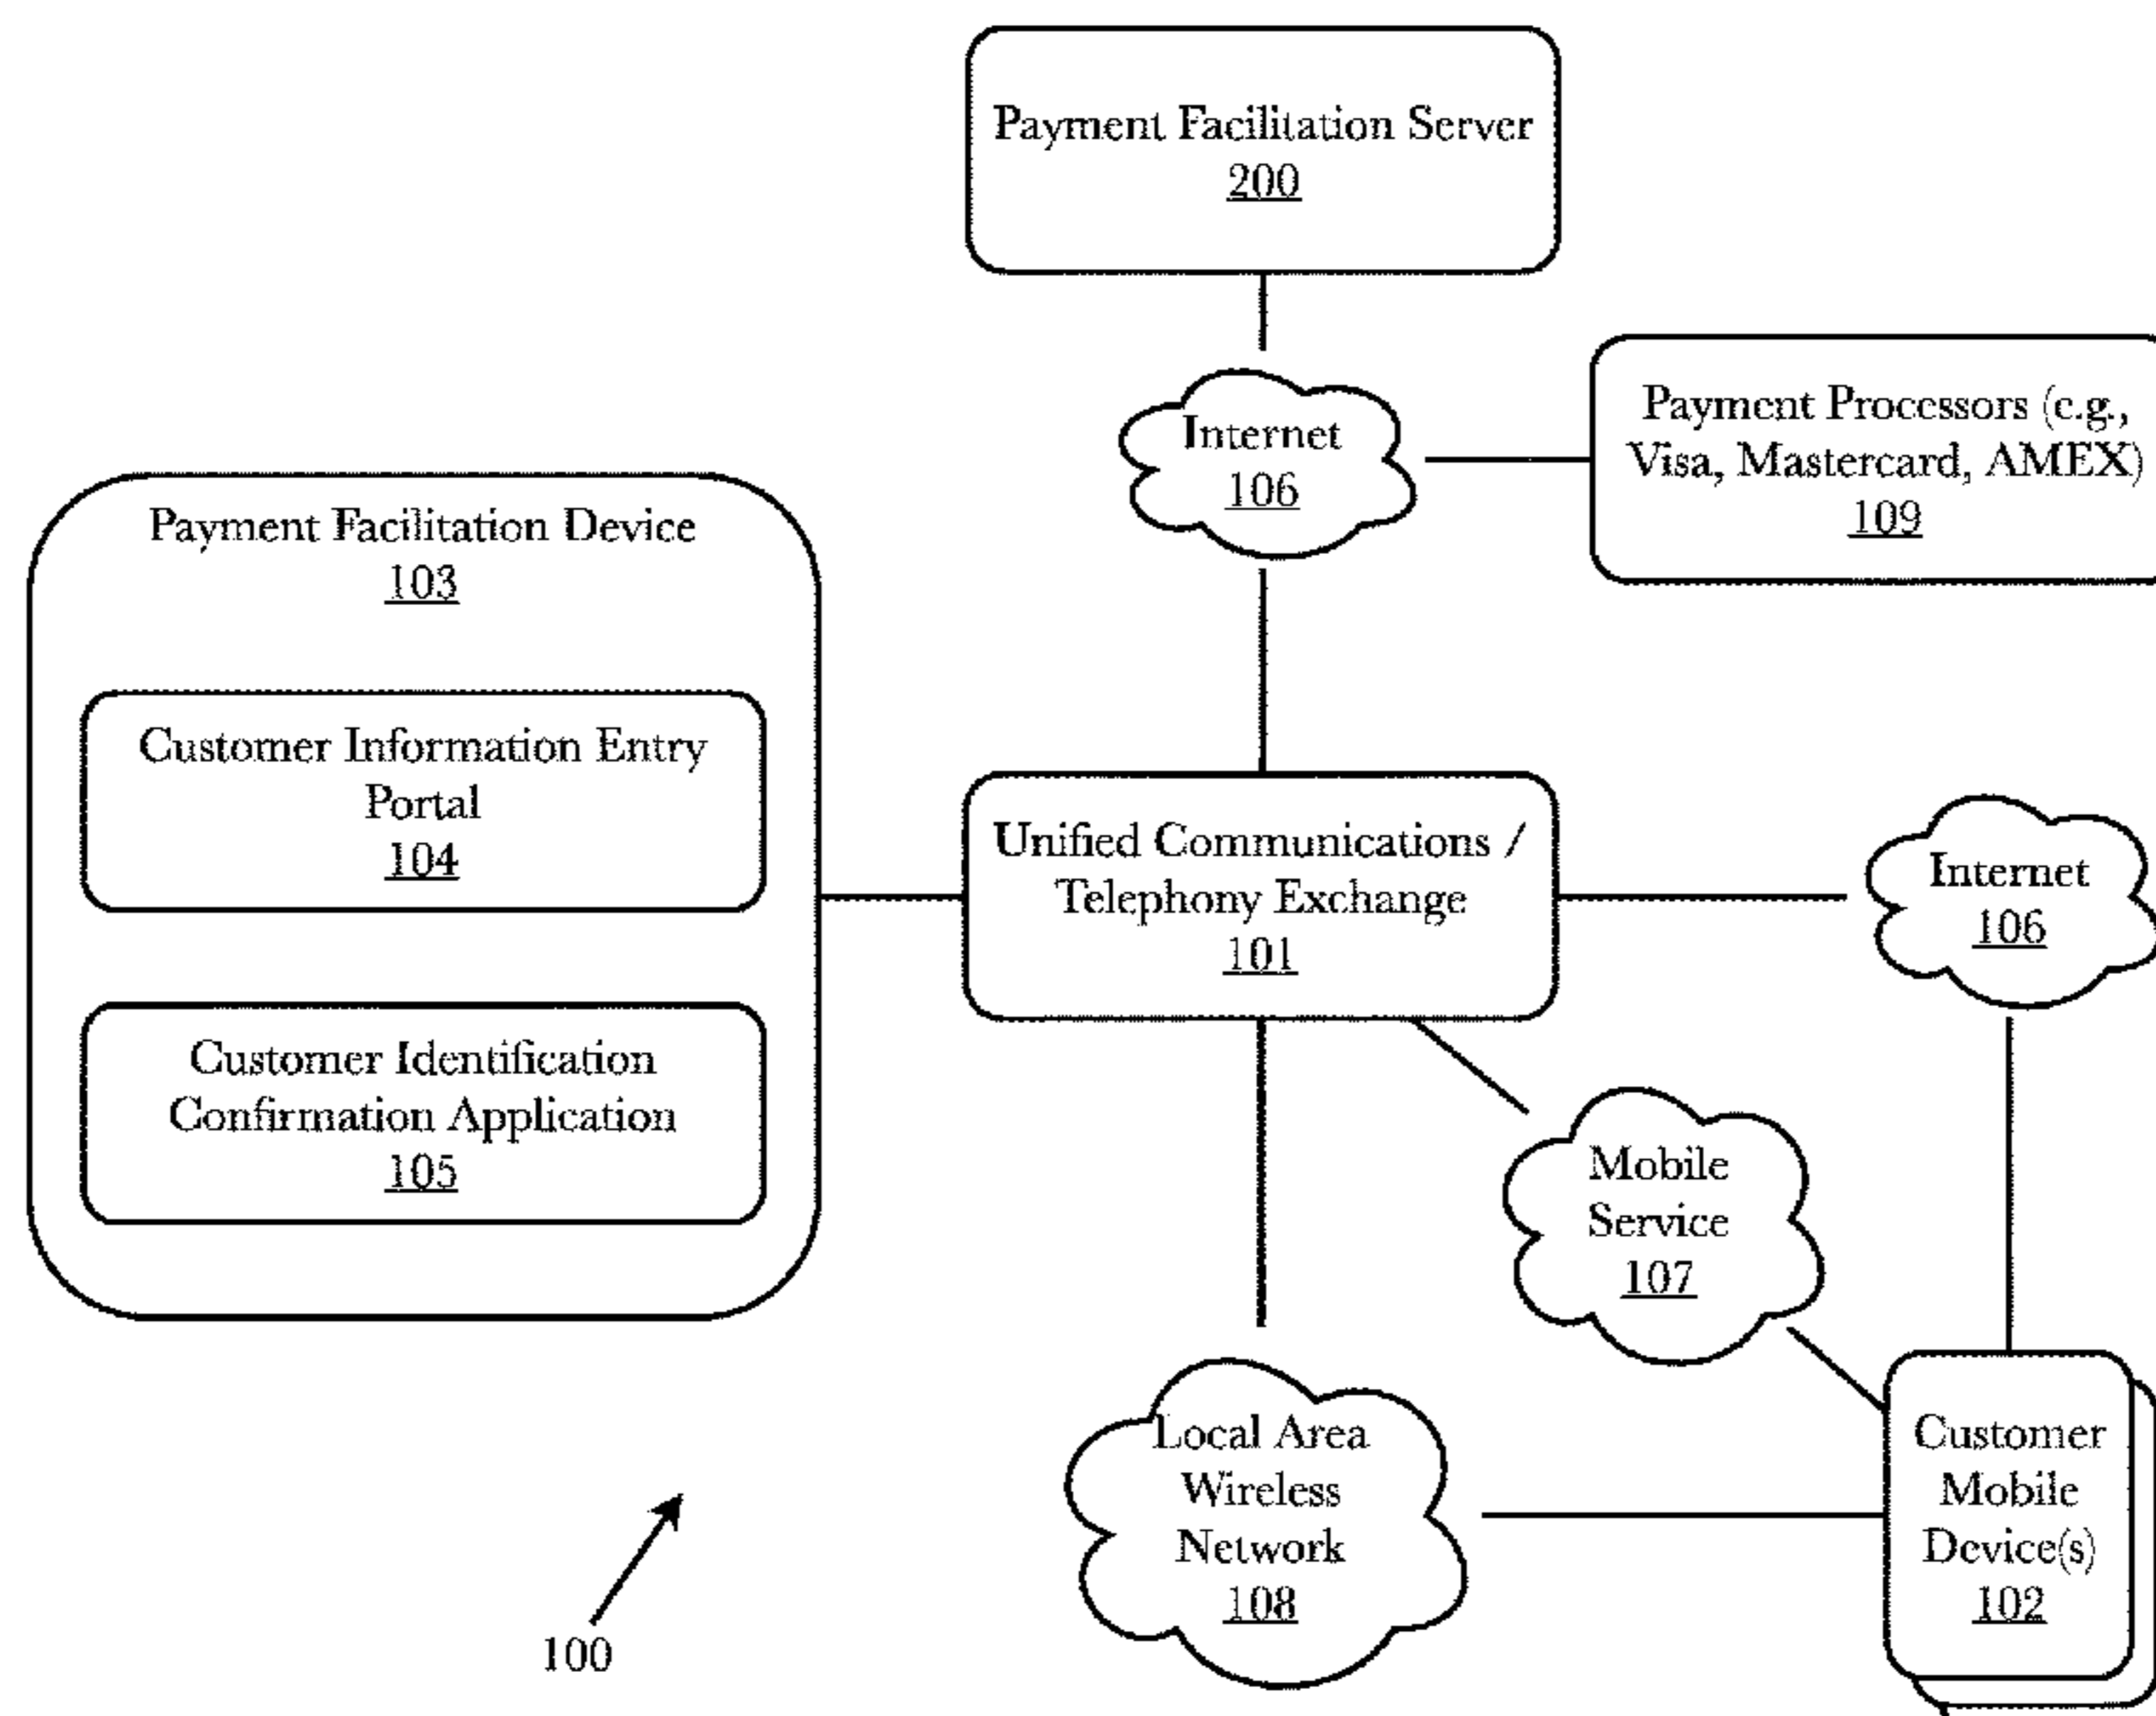 Payment Facilitation Server
200
Internet
106
Payment Processors (e.g.,
Visa, Mastercard, AMEX)
109
Payment Facilitation Device
103
Customer Information Entry
Portal
104
Customer Identification
Confirmation Application
105
Unified Communications /
Telephony Exchange
101
Internet
106
Mobile
Service
107
Local Area
Wireless
Network
108
Customer
Mobile
Device(s)
102
100